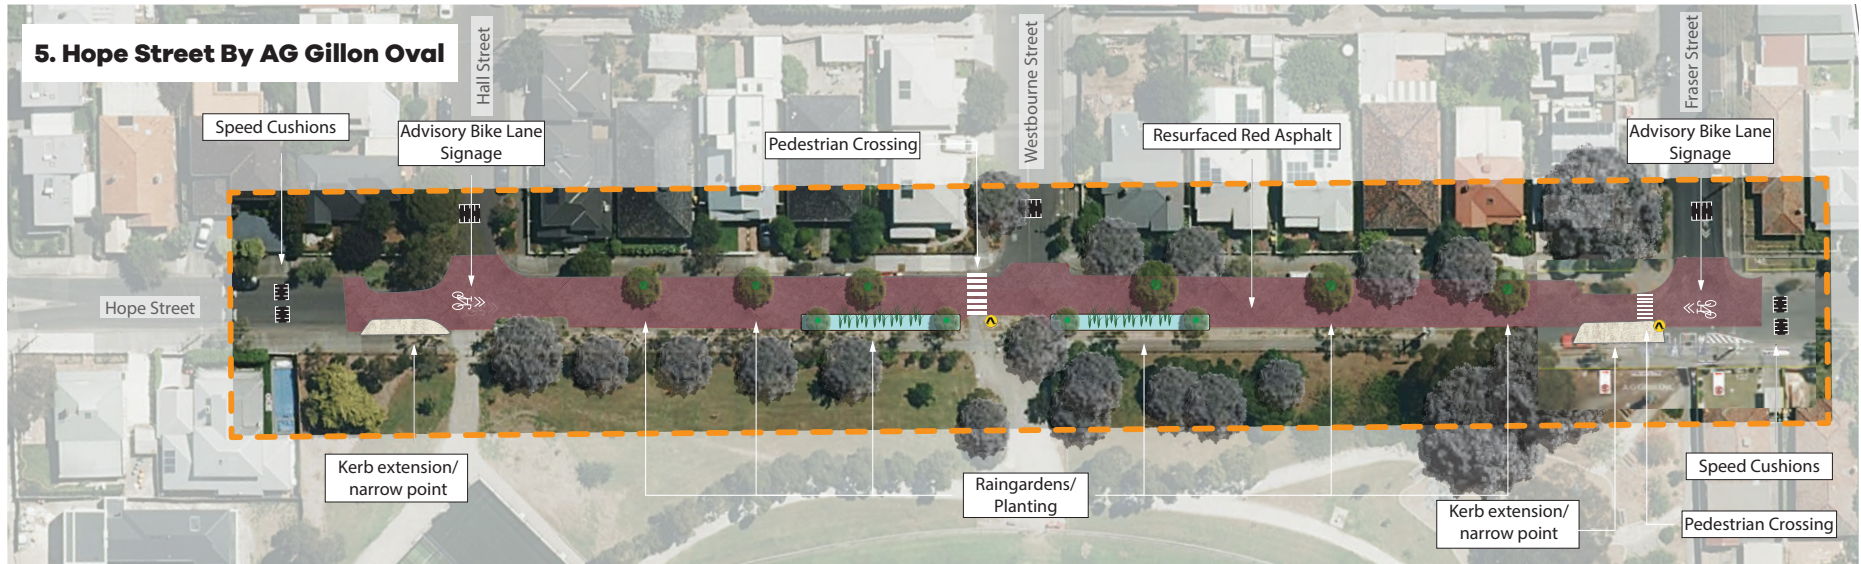 5. Hope Street By AG Gillon Oval
Hall Street
Westbourne Street
Fraser Street
Speed Cushions
Advisory Bike Lane
Signage
Pedestrian Crossing
Resurfaced Red Asphalt
Advisory Bike Lane
Signage
Hope Street
A G Gillon Oval
Kerb extension/
narrow point
Raingardens/
Planting
Kerb extension/
narrow point
Speed Cushions
Pedestrian Crossing